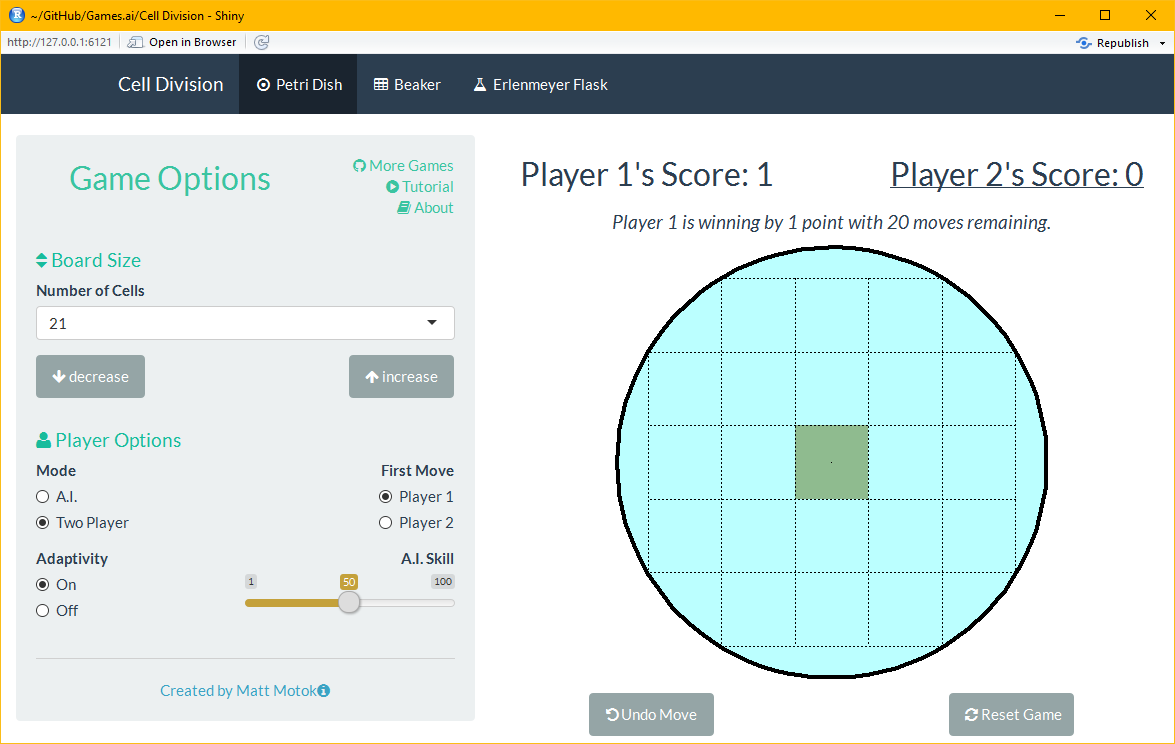 ~/GitHub/Games.ai/Cell Division - Shiny
http://127.0.0.1:6121 Open in Browser Republish
Cell Division Petri Dish Beaker Erlenmeyer Flask
Game Options
More Games
Tutorial
About
Board Size
Number of Cells
21
decrease increase
Player Options
Mode First Move
A.I. Player 1
Two Player Player 2
Adaptivity A.I. Skill
On 1 50 100
Off
Created by Matt Motok
Player 1's Score: 1 Player 2's Score: 0
Player 1 is winning by 1 point with 20 moves remaining.
Undo Move Reset Game